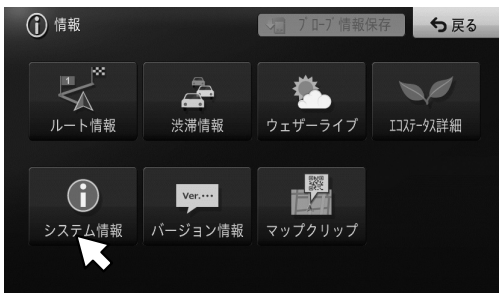 情報 プローブ情報保存 戻る
1
ルート情報 渋滞情報 ウェザーライブ エコステータス詳細
Ver.…
システム情報 バージョン情報 マップクリップ